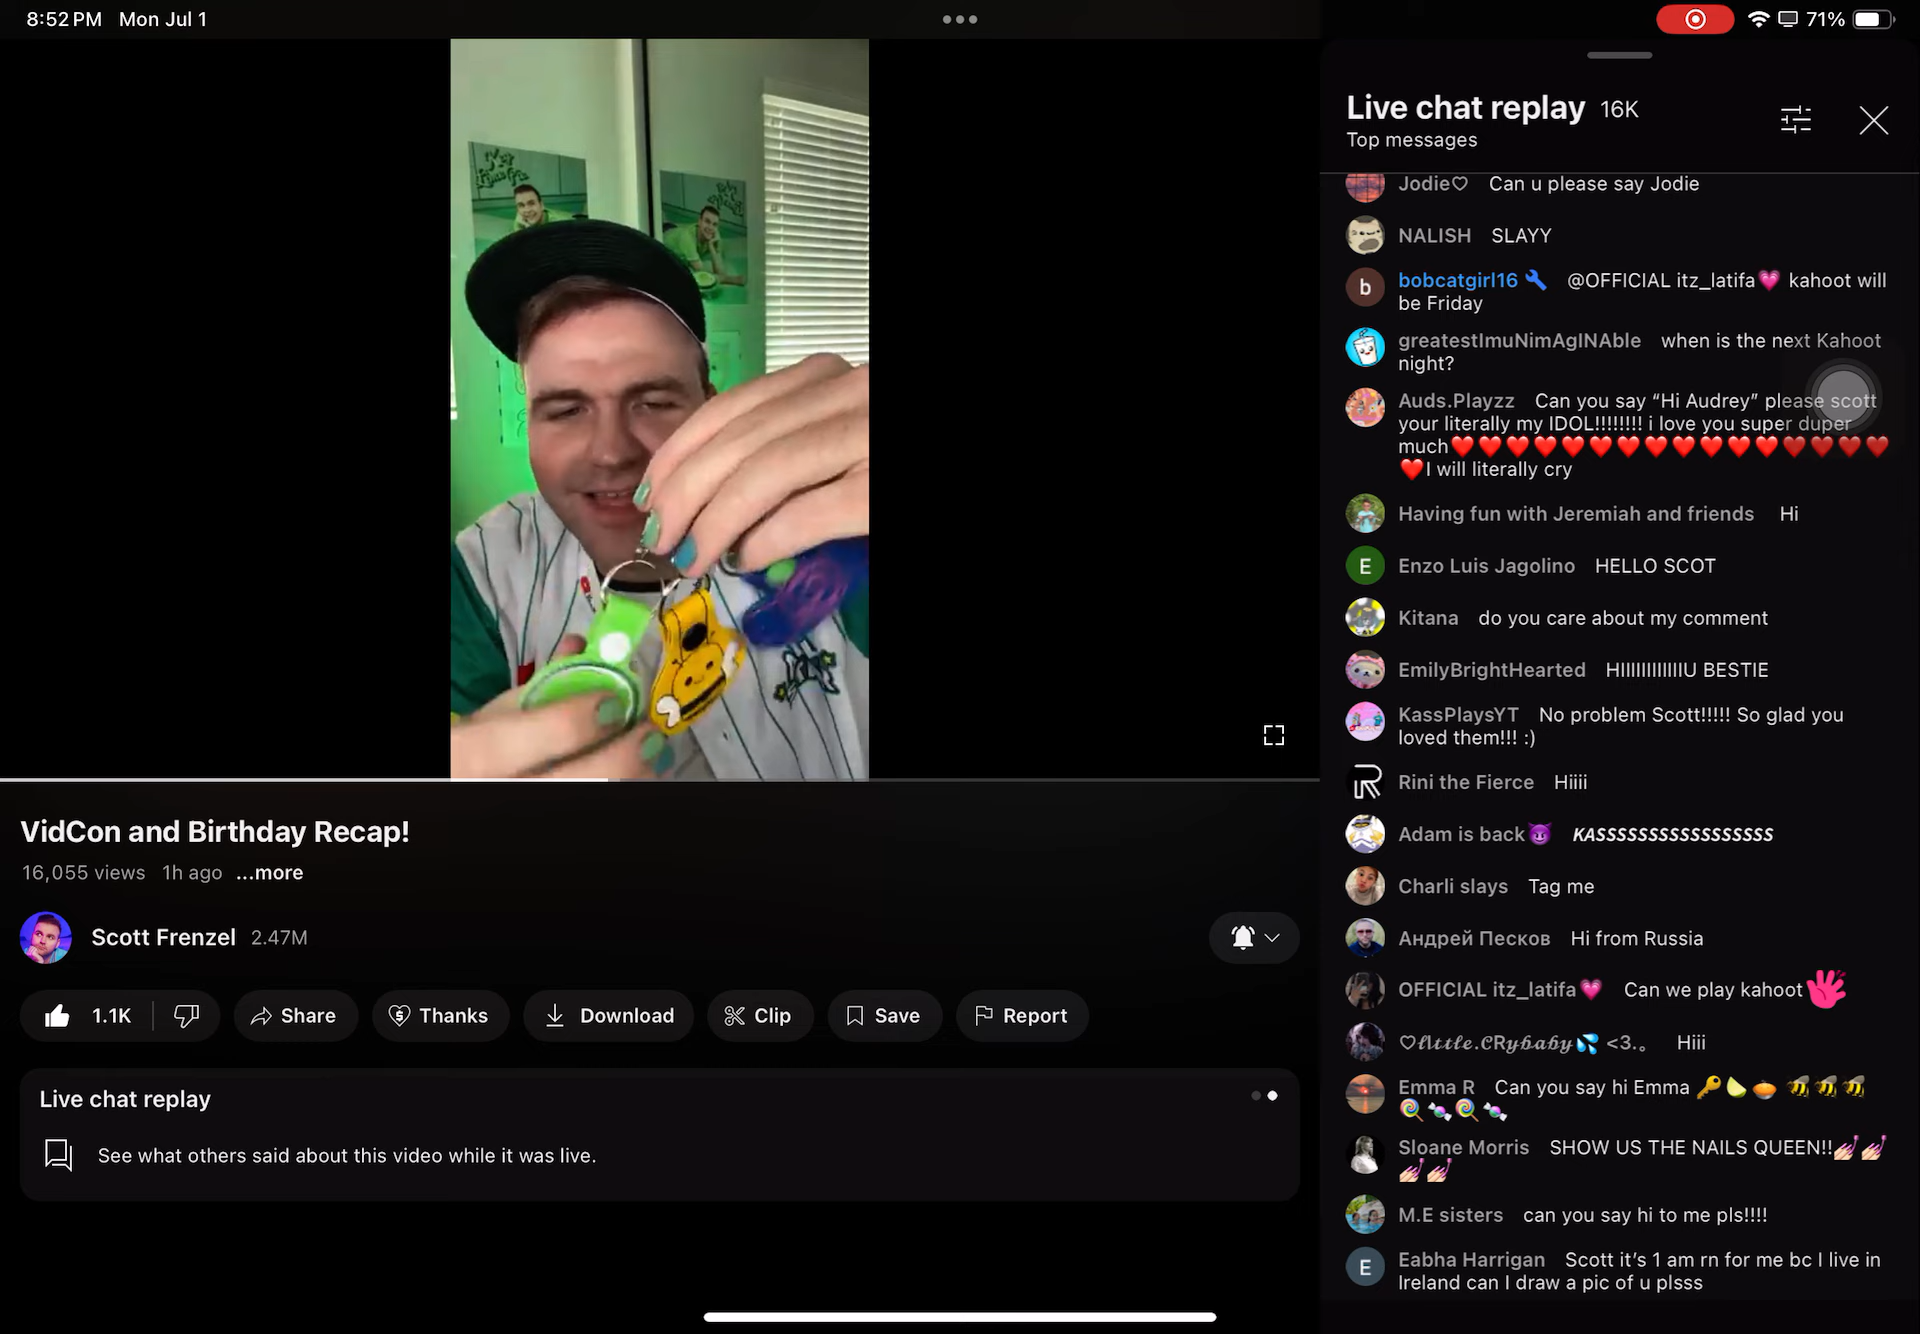 8:52 PM Mon Jul 1
71%
Live chat replay 16K
Top messages
Jodie♡ Can u please say Jodie
NALISH SLAYY
bobcatgirl16 🔧 @OFFICIAL itz_latifa💗 kahoot will
be Friday
greatestImuNimAgINAble when is the next Kahoot
night?
Auds.Playzz Can you say “Hi Audrey” please scott
your literally my IDOL!!!!!!!! i love you super duper
much❤️❤️❤️❤️❤️❤️❤️❤️❤️❤️❤️❤️❤️❤️❤️❤️
❤️I will literally cry
Having fun with Jeremiah and friends Hi
E Enzo Luis Jagolino HELLO SCOT
Kitana do you care about my comment
EmilyBrightHearted HIIIIIIIIIIIIU BESTIE
KassPlaysYT No problem Scott!!!!! So glad you
loved them!!! :)
Rini the Fierce Hiiii
Adam is back😈 KASSSSSSSSSSSSSSSSS
Charli slays Tag me
Андрей Песков Hi from Russia
OFFICIAL itz_latifa💗 Can we play kahoot
♡𝓵𝓲𝓽𝓽𝓵𝓮.𝓒R𝔂𝓫𝓪𝓫𝔂💦 <3.。 Hiii
Emma R Can you say hi Emma 🔑🍈🥧 🐝🐝🐝
🍭🍬🍭🍬
Sloane Morris SHOW US THE NAILS QUEEN!!💅🏻💅🏻
💅🏻💅🏻
M.E sisters can you say hi to me pls!!!!
E Eabha Harrigan Scott it’s 1 am rn for me bc I live in
Ireland can I draw a pic of u plsss
VidCon and Birthday Recap!
16,055 views 1h ago ...more
Scott Frenzel 2.47M
1.1K Share Thanks Download Clip Save Report
Live chat replay
See what others said about this video while it was live.